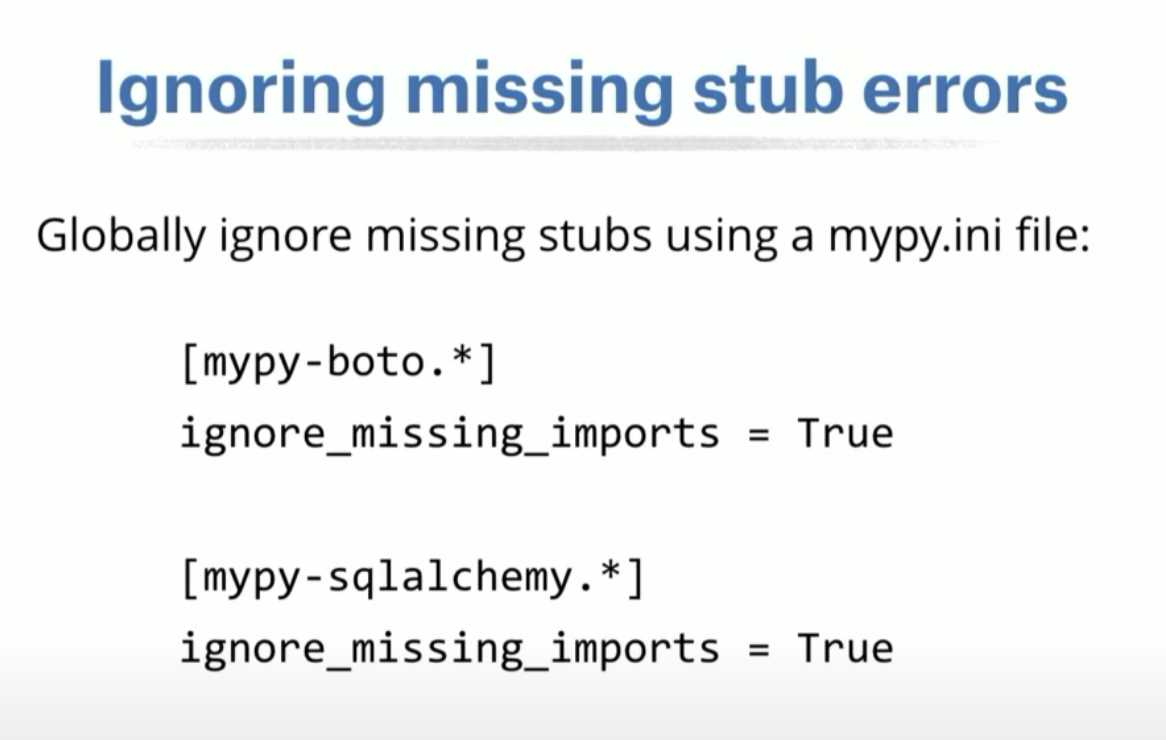 Ignoring missing stub errors
Globally ignore missing stubs using a mypy.ini file:
[mypy-boto.*]
ignore_missing_imports = True
[mypy-sqlalchemy.*]
ignore_missing_imports = True